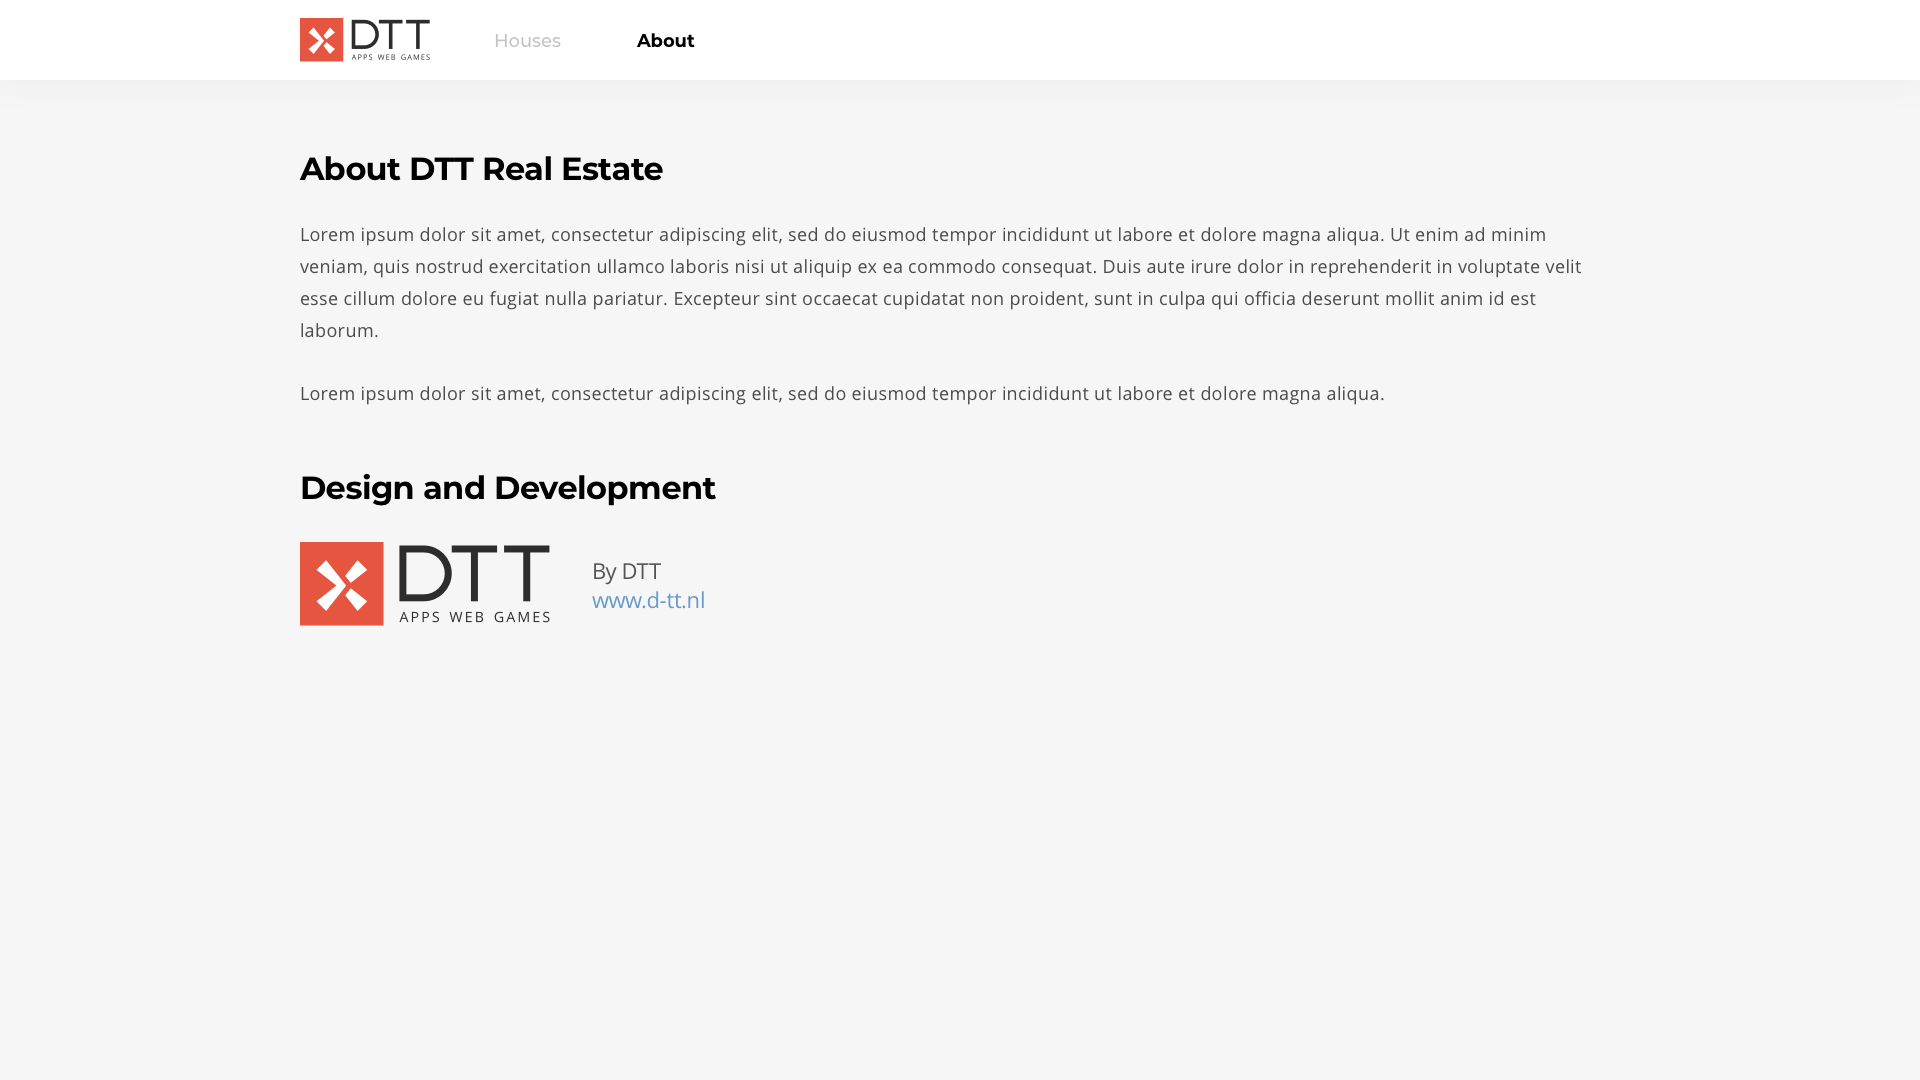 DTT
APPS WEB GAMES
Houses
About
About DTT Real Estate
Lorem ipsum dolor sit amet, consectetur adipiscing elit, sed do eiusmod tempor incididunt ut labore et dolore magna aliqua. Ut enim ad minim
veniam, quis nostrud exercitation ullamco laboris nisi ut aliquip ex ea commodo consequat. Duis aute irure dolor in reprehenderit in voluptate velit
esse cillum dolore eu fugiat nulla pariatur. Excepteur sint occaecat cupidatat non proident, sunt in culpa qui officia deserunt mollit anim id est
laborum.
Lorem ipsum dolor sit amet, consectetur adipiscing elit, sed do eiusmod tempor incididunt ut labore et dolore magna aliqua.
Design and Development
DTT
APPS WEB GAMES
By DTT
www.d-tt.nl